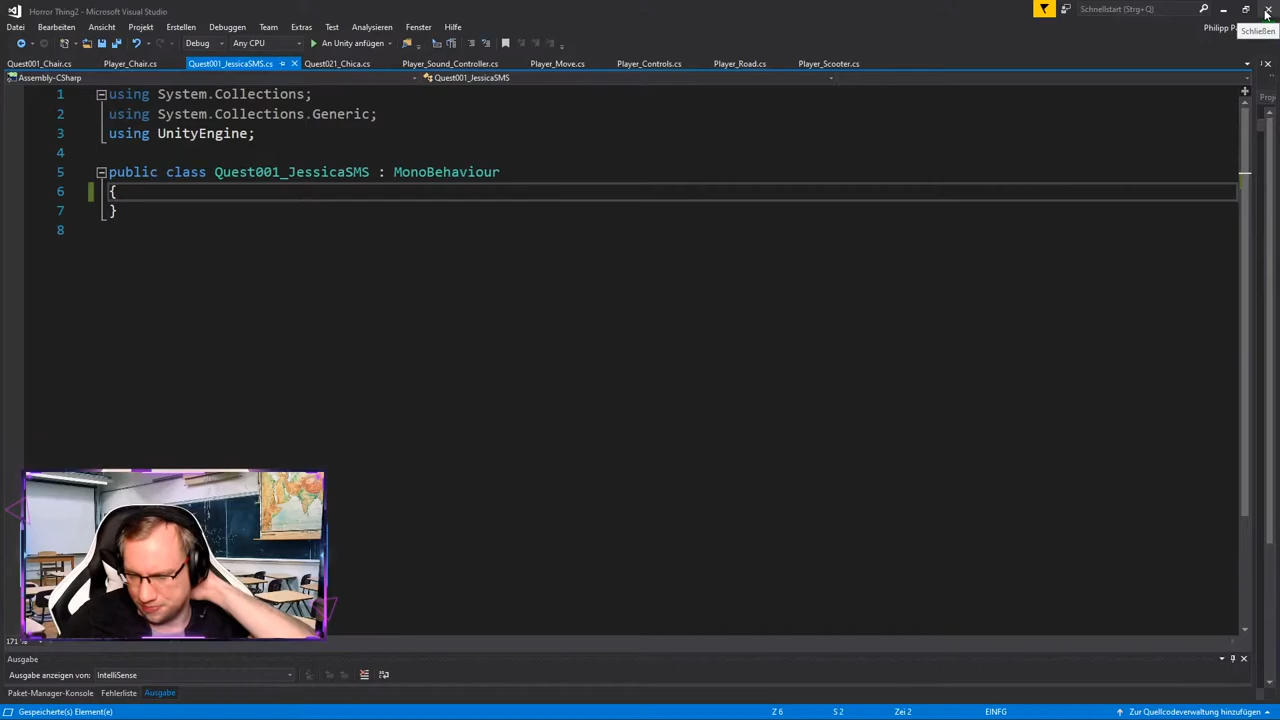 Horror Thing2 - Microsoft Visual Studio
Schnellstart (Strg+Q)
Datei Bearbeiten Ansicht Projekt Erstellen Debuggen Team Extras Test Analysieren Fenster Hilfe
Philipp
Schließen
Debug Any CPU An Unity anfügen
Quest001_Chair.cs Player_Chair.cs Quest001_JessicaSMS.cs Quest021_Chica.cs Player_Sound_Controller.cs Player_Move.cs Player_Controls.cs Player_Road.cs Player_Scooter.cs
Assembly-CSharp Quest001_JessicaSMS
Proj
1 using System.Collections;
2 using System.Collections.Generic;
3 using UnityEngine;
4
5 public class Quest001_JessicaSMS : MonoBehaviour
6 {
7 }
8
171 %
Ausgabe
Ausgabe anzeigen von: IntelliSense
Paket-Manager-Konsole Fehlerliste Ausgabe
Gespeicherte(s) Element(e) Z 6 S 2 Zei 2 EINFG Zur Quellcodeverwaltung hinzufügen